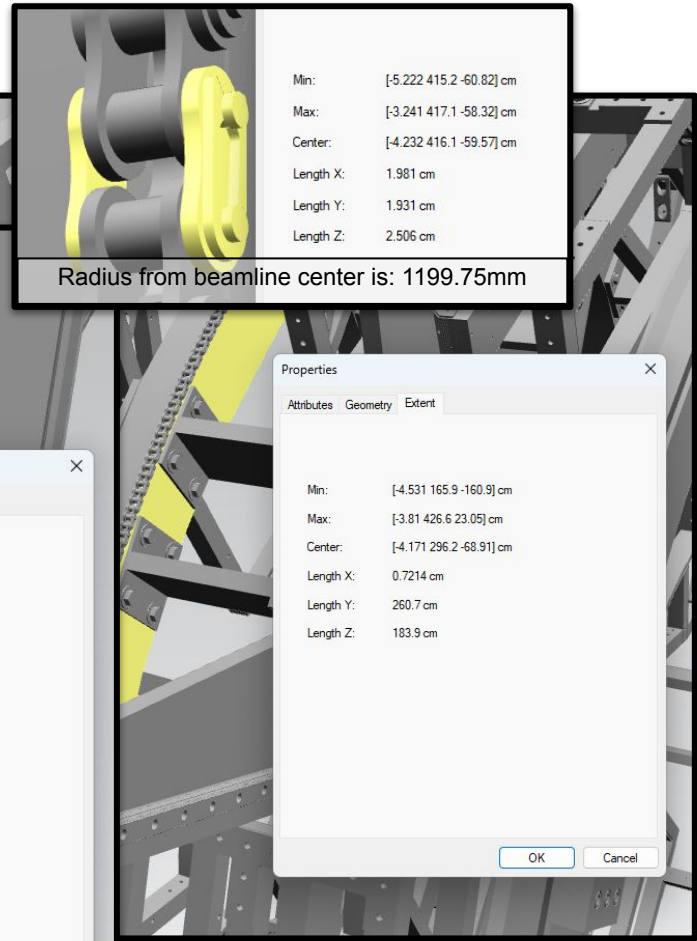 Min: [-5.222 415.2 -60.82] cm
Max: [-3.241 417.1 -58.32] cm
Center: [-4.232 416.1 -59.57] cm
Length X: 1.981 cm
Length Y: 1.931 cm
Length Z: 2.506 cm
Radius from beamline center is: 1199.75mm
Properties
Attributes Geometry Extent
Min: [-4.531 165.9 -160.9] cm
Max: [-3.81 426.6 23.05] cm
Center: [-4.171 296.2 -68.91] cm
Length X: 0.7214 cm
Length Y: 260.7 cm
Length Z: 183.9 cm
OK Cancel